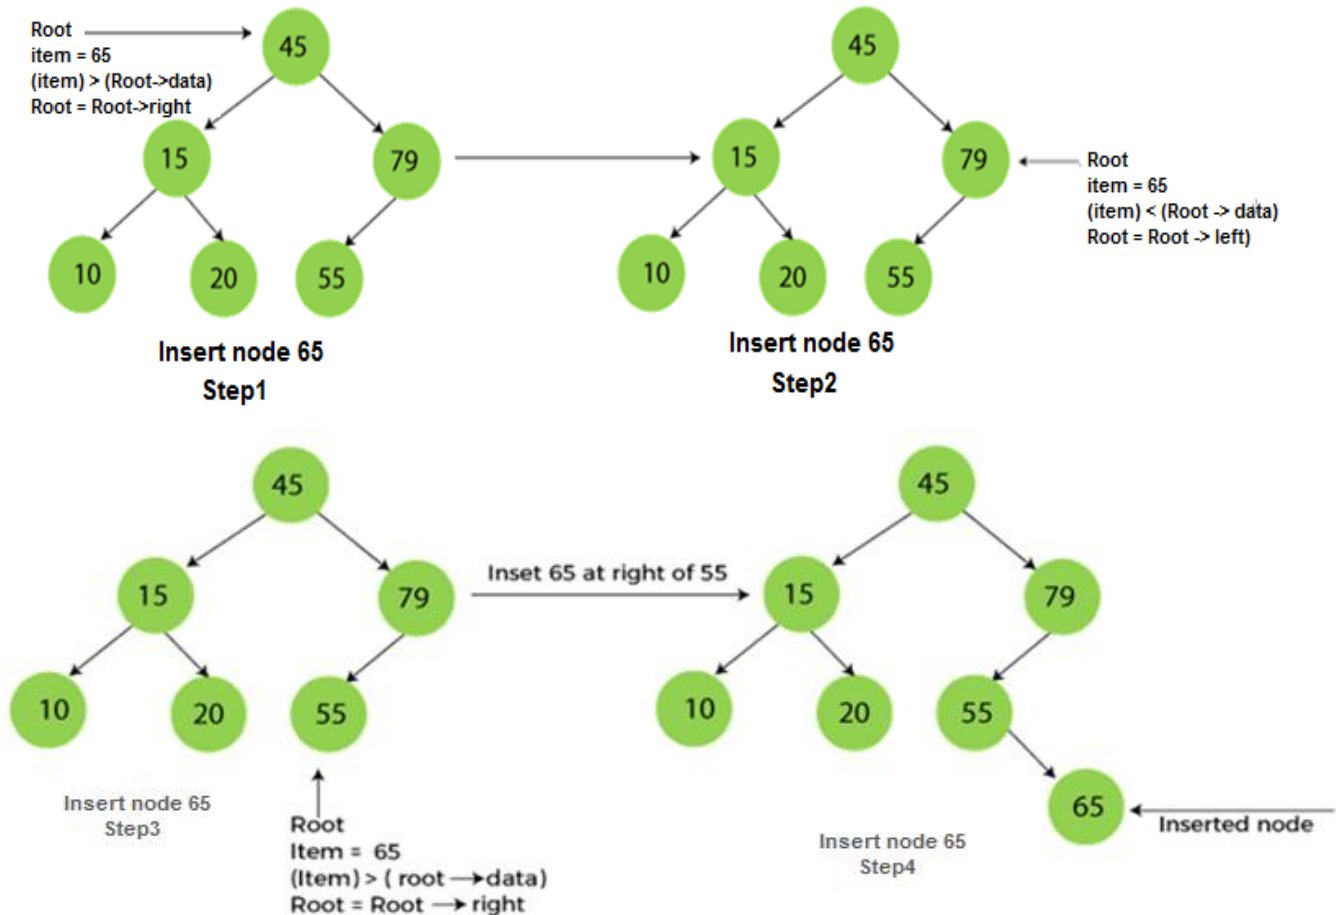 Root
item = 65
(item) > (Root->data)
Root = Root->right
45
15
79
10
20
55
Insert node 65
Step1
45
15
79
10
20
55
Root
item = 65
(item) < (Root -> data)
Root = Root -> left)
Insert node 65
Step2
45
15
79
10
20
55
Insert node 65
Step3
Root
Item = 65
(Item) > ( root →data)
Root = Root → right
Inset 65 at right of 55
45
15
79
10
20
55
65
Inserted node
Insert node 65
Step4